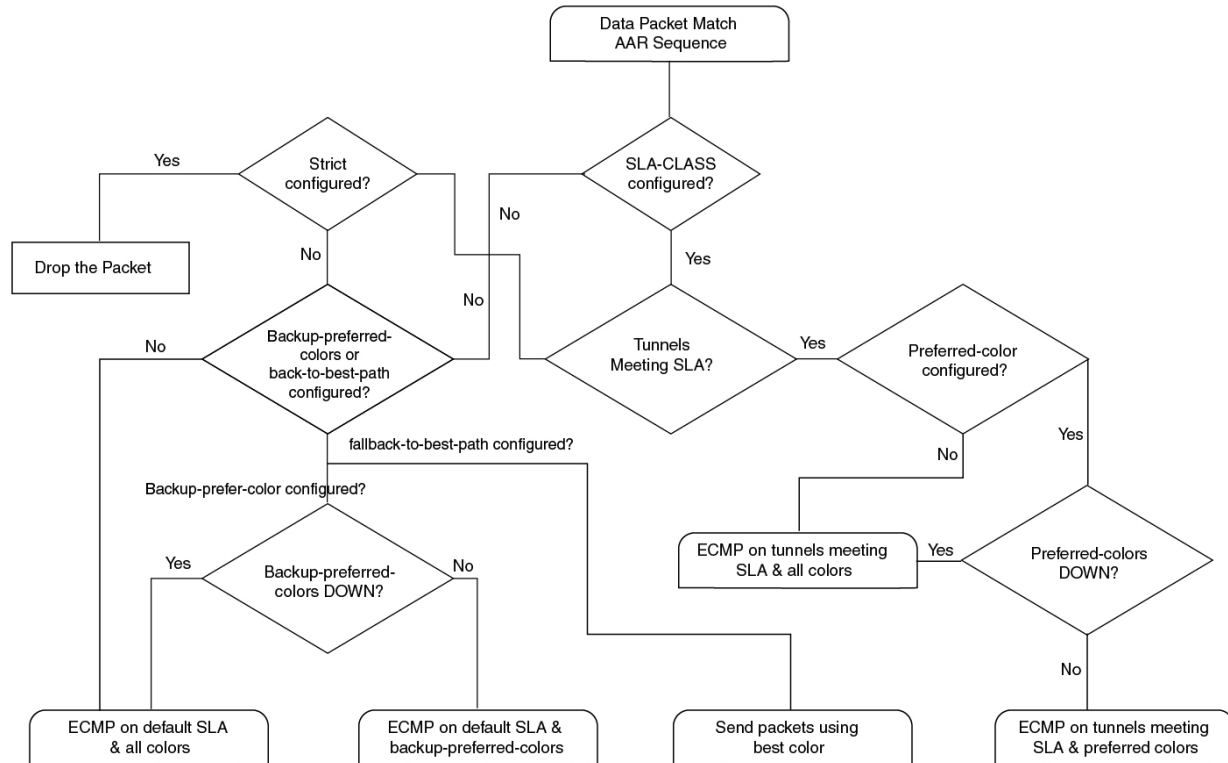 Data Packet Match
AAR Sequence
Yes
Strict
configured?
SLA-CLASS
configured?
No
Drop the Packet
No
Yes
No
Backup-preferred-
colors or
back-to-best-path
configured?
No
Tunnels
Meeting SLA?
Yes
Preferred-color
configured?
fallback-to-best-path configured?
No
Yes
Backup-prefer-color configured?
Yes
Backup-preferred-
colors DOWN?
No
ECMP on tunnels meeting
SLA & all colors
Yes
Preferred-colors
DOWN?
No
ECMP on default SLA
& all colors
ECMP on default SLA &
backup-preferred-colors
Send packets using
best color
ECMP on tunnels meeting
SLA & preferred colors